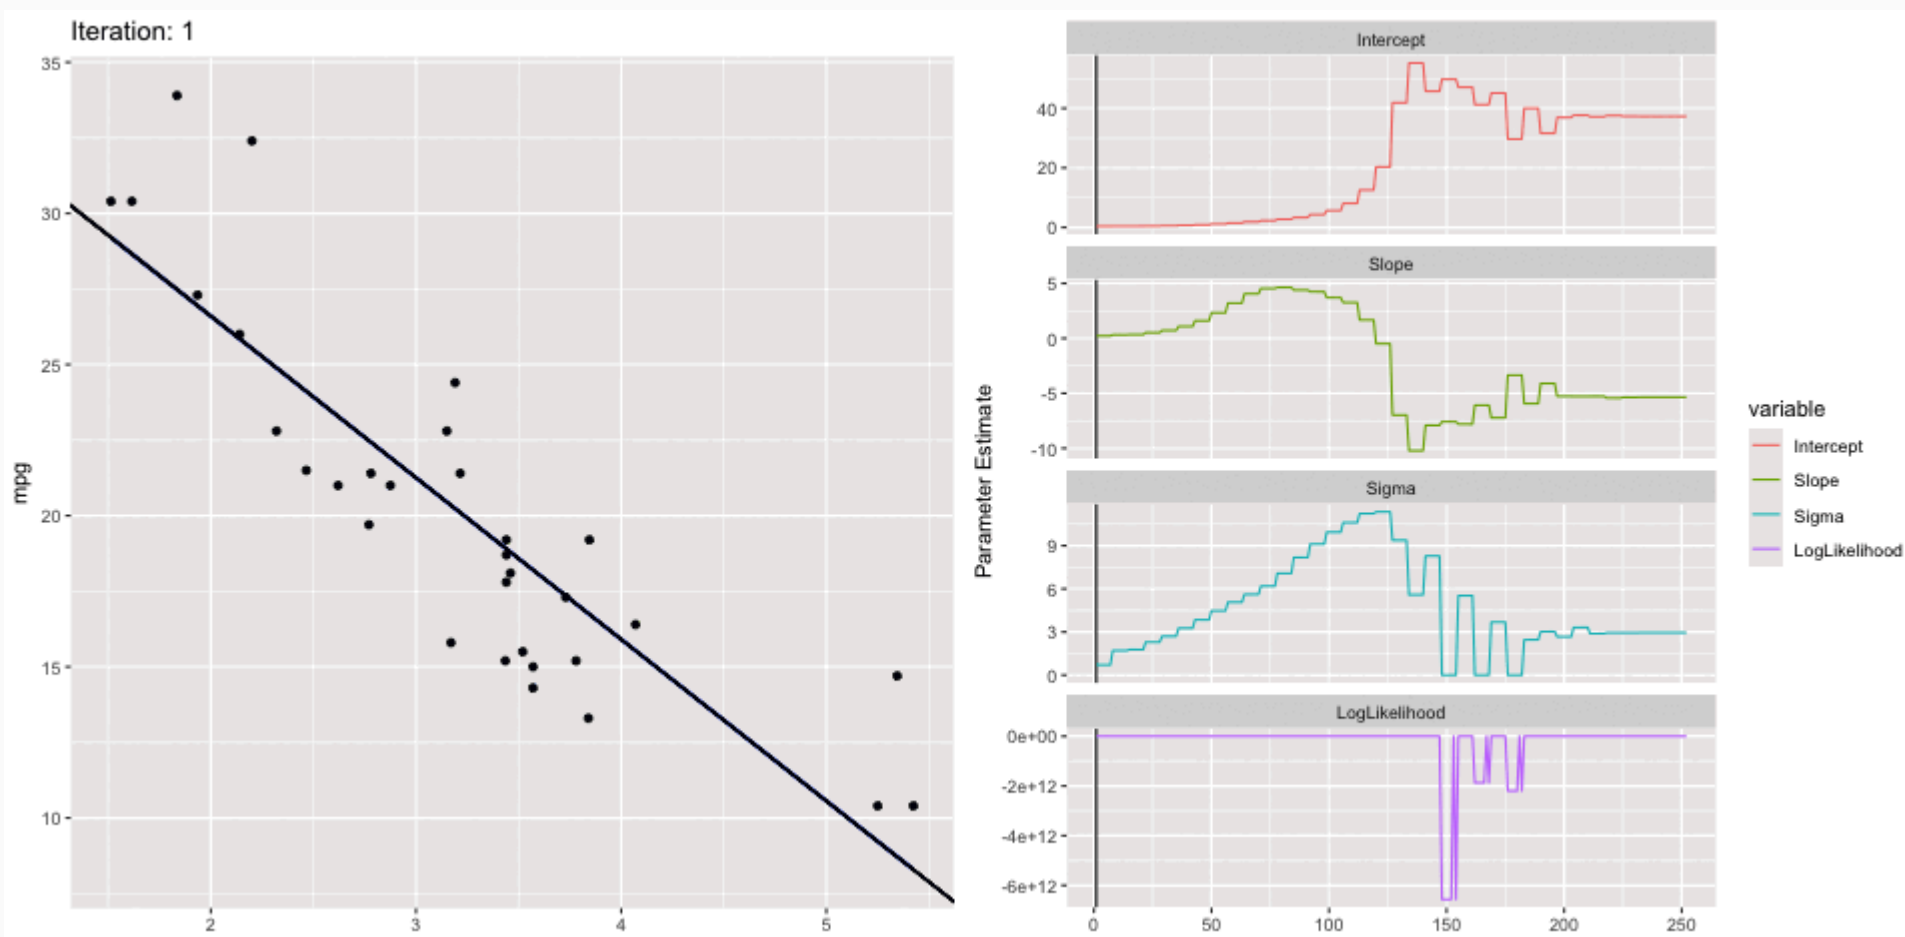 Iteration: 1
35
30
25
20
15
10
mpg
2 3 4 5
Parameter Estimate
Intercept
40
20
0
Slope
5
0
-5
-10
Sigma
9
6
3
0
LogLikelihood
0e+00
-2e+12
-4e+12
-6e+12
0 50 100 150 200 250
variable
Intercept
Slope
Sigma
LogLikelihood